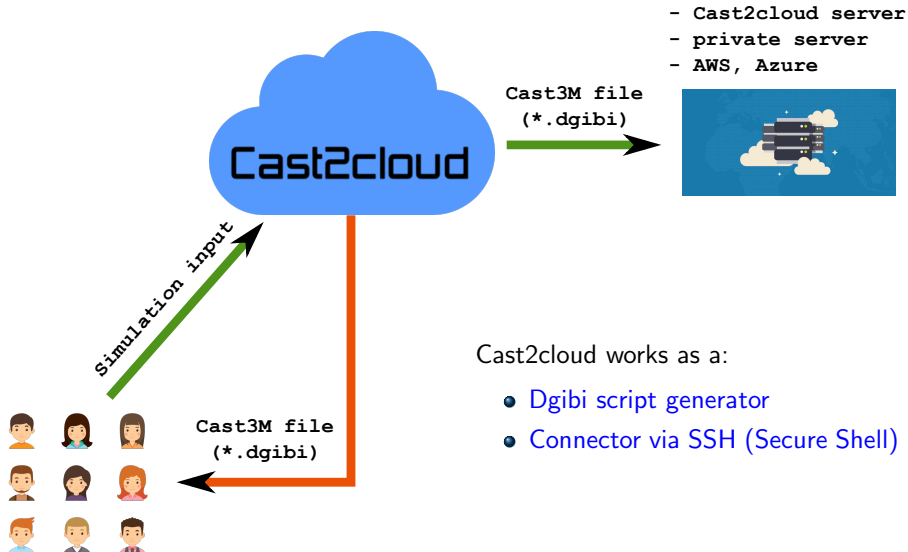 - Cast2cloud server
- private server
- AWS, Azure
Cast3M file
(*.dgibi)
Cast2cloud
Simulation input
Cast2cloud works as a:
Dgibi script generator
Connector via SSH (Secure Shell)
Cast3M file
(*.dgibi)